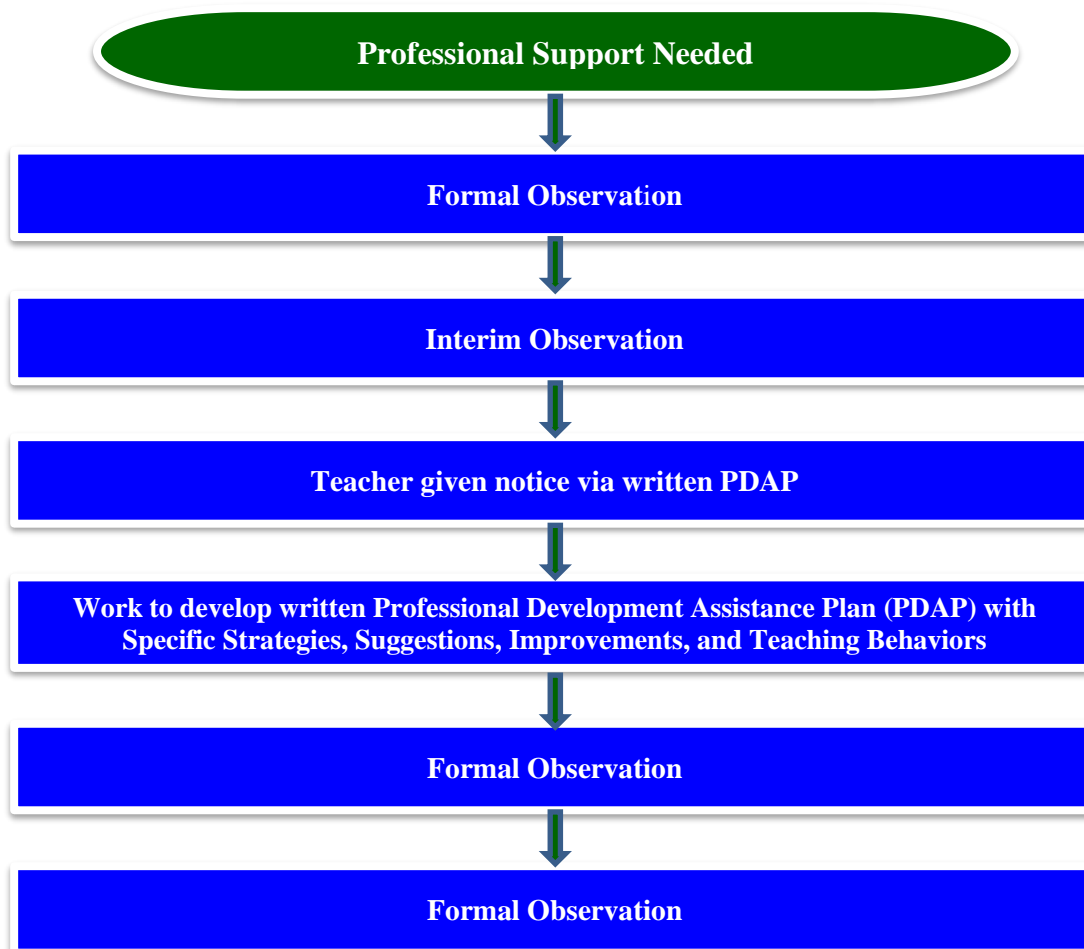 Professional Support Needed
Formal Observation
Interim Observation
Teacher given notice via written PDAP
Work to develop written Professional Development Assistance Plan (PDAP) with
Specific Strategies, Suggestions, Improvements, and Teaching Behaviors
Formal Observation
Formal Observation